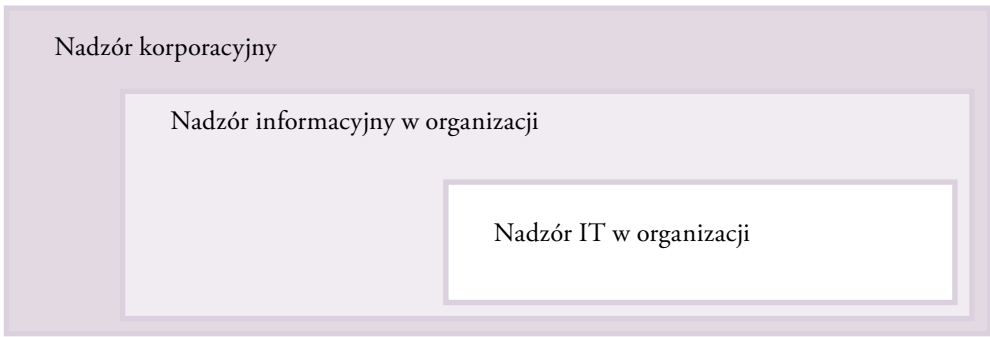 Nadzór korporacyjny
Nadzór informacyjny w organizacji
Nadzór IT w organizacji